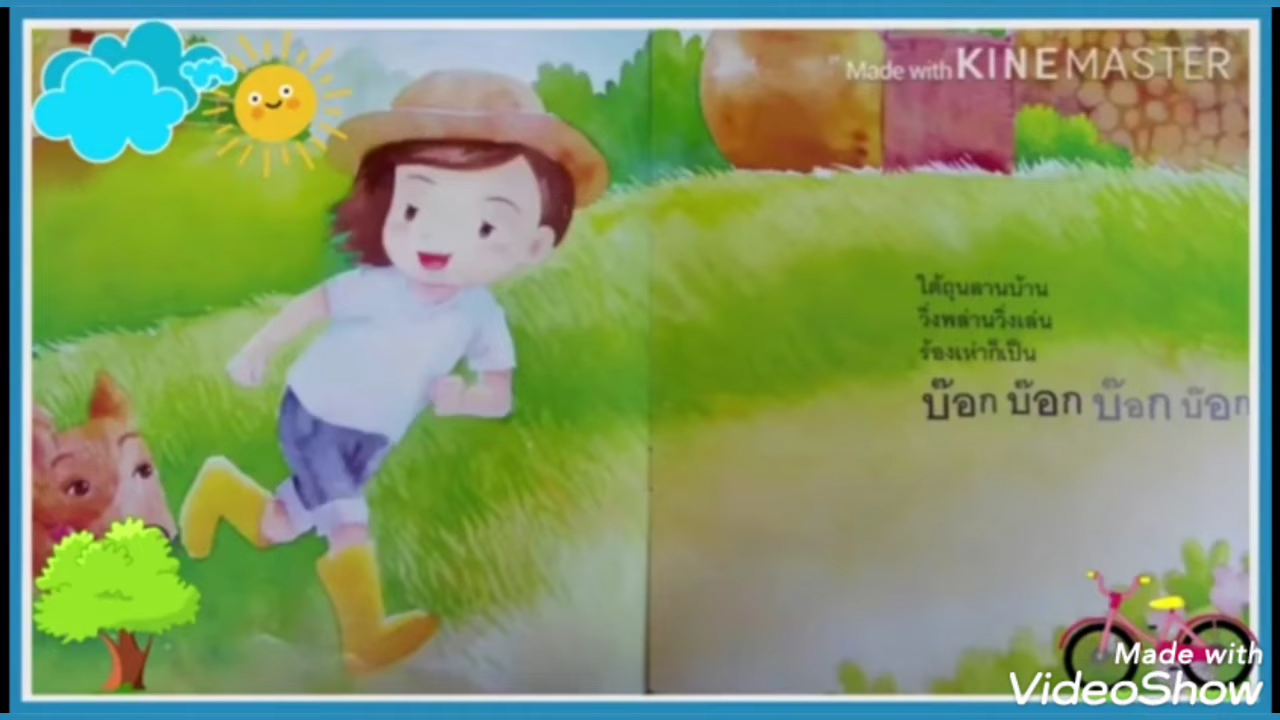 Made with KINEMASTER
ใต้ถุนลานบ้าน
วิ่งพล่านวิ่งเล่น
ร้องเห่าก็เป็น
บ๊อก บ๊อก บ๊อก บ๊อก
Made with
VideoShow